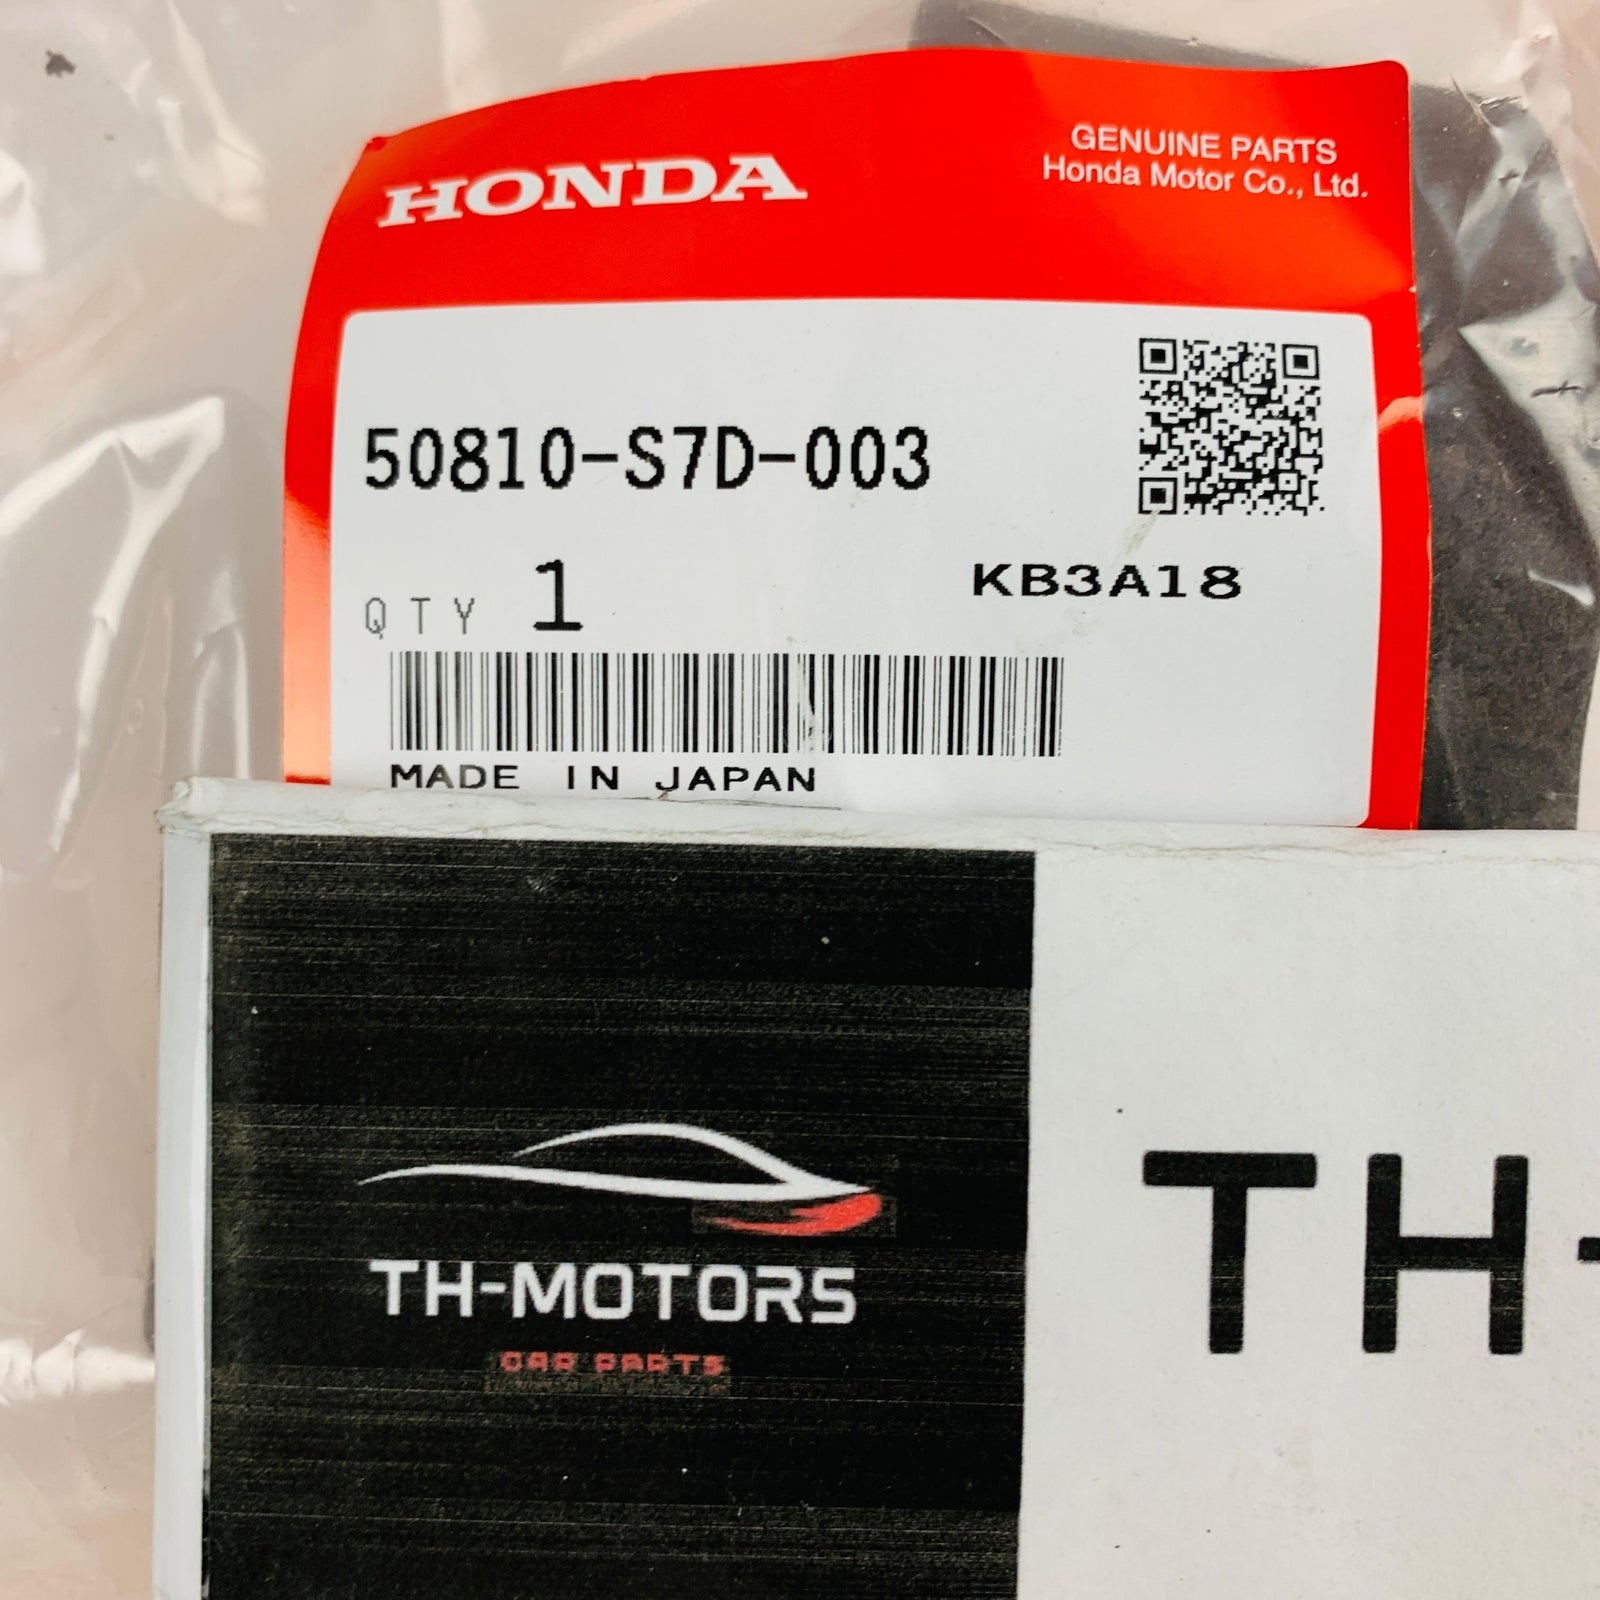 HONDA
GENUINE PARTS
Honda Motor Co., Ltd.
50810-S7D-003
QTY 1
KB3A18
MADE IN JAPAN
TH-MOTORS
CAR PARTS
TH-